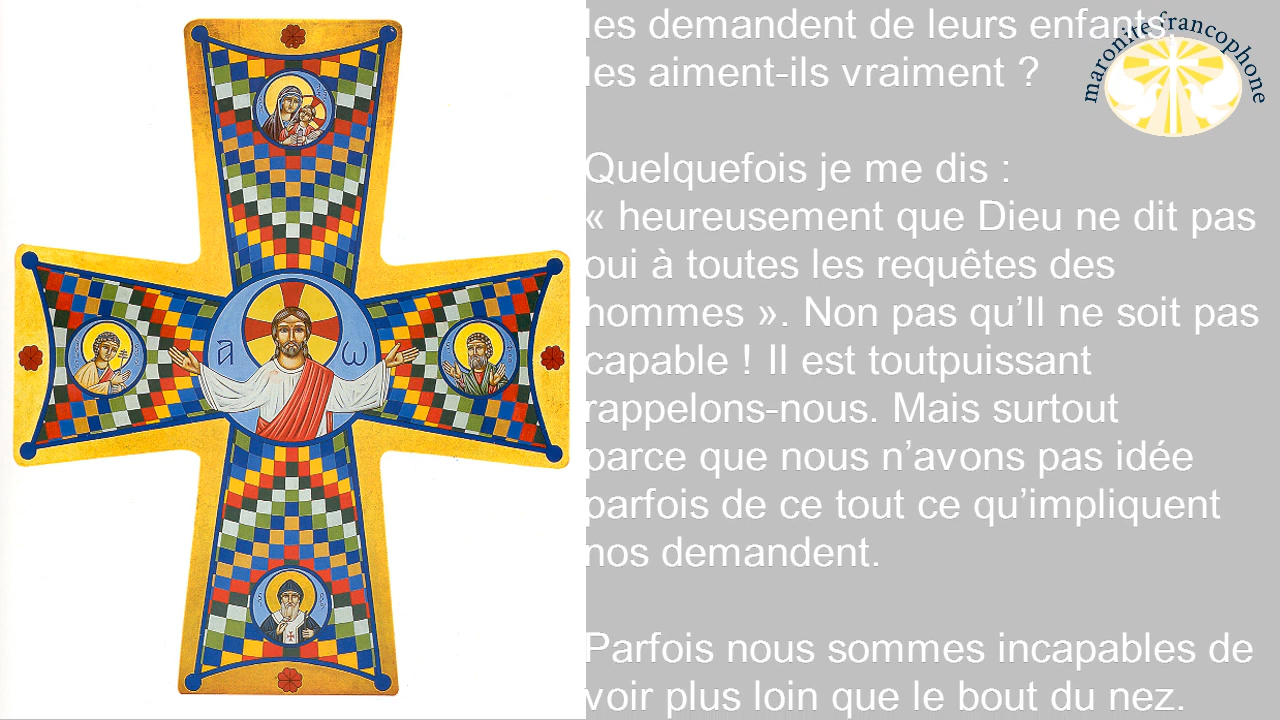 les demandent de leurs enfants,
les aiment-ils vraiment ?
maronite francophone
Quelquefois je me dis :
« heureusement que Dieu ne dit pas
oui à toutes les requêtes des
hommes ». Non pas qu’Il ne soit pas
capable ! Il est toutpuissant
rappelons-nous. Mais surtout
parce que nous n’avons pas idée
parfois de ce tout ce qu’impliquent
nos demandent.
Parfois nous sommes incapables de
voir plus loin que le bout du nez.